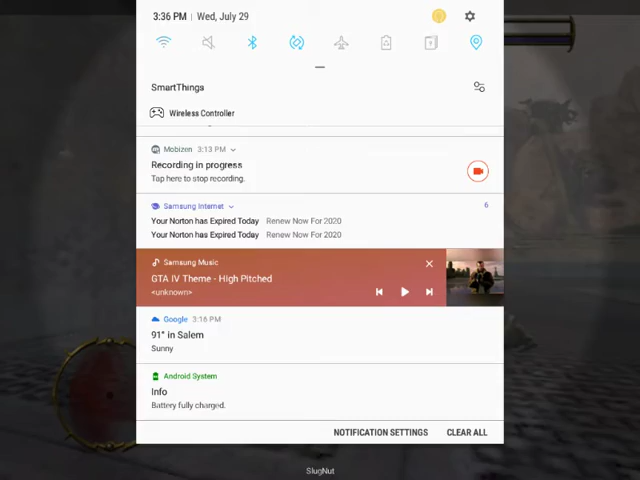 3:36 PM | Wed, July 29
SmartThings
Wireless Controller
Mobizen 3:13 PM
Recording in progress
Tap here to stop recording.
Samsung Internet 6
Your Norton has Expired Today Renew Now For 2020
Your Norton has Expired Today Renew Now For 2020
Samsung Music
GTA IV Theme - High Pitched
<unknown>
Google 3:16 PM
91° in Salem
Sunny
Android System
Info
Battery fully charged.
NOTIFICATION SETTINGS CLEAR ALL
SlugNut